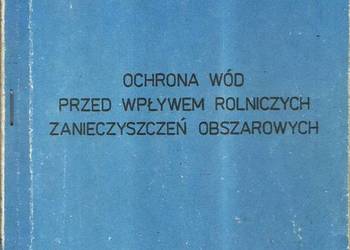 OCHRONA WÓD
PRZED WPŁYWEM ROLNICZYCH
ZANIECZYSZCZEŃ OBSZAROWYCH